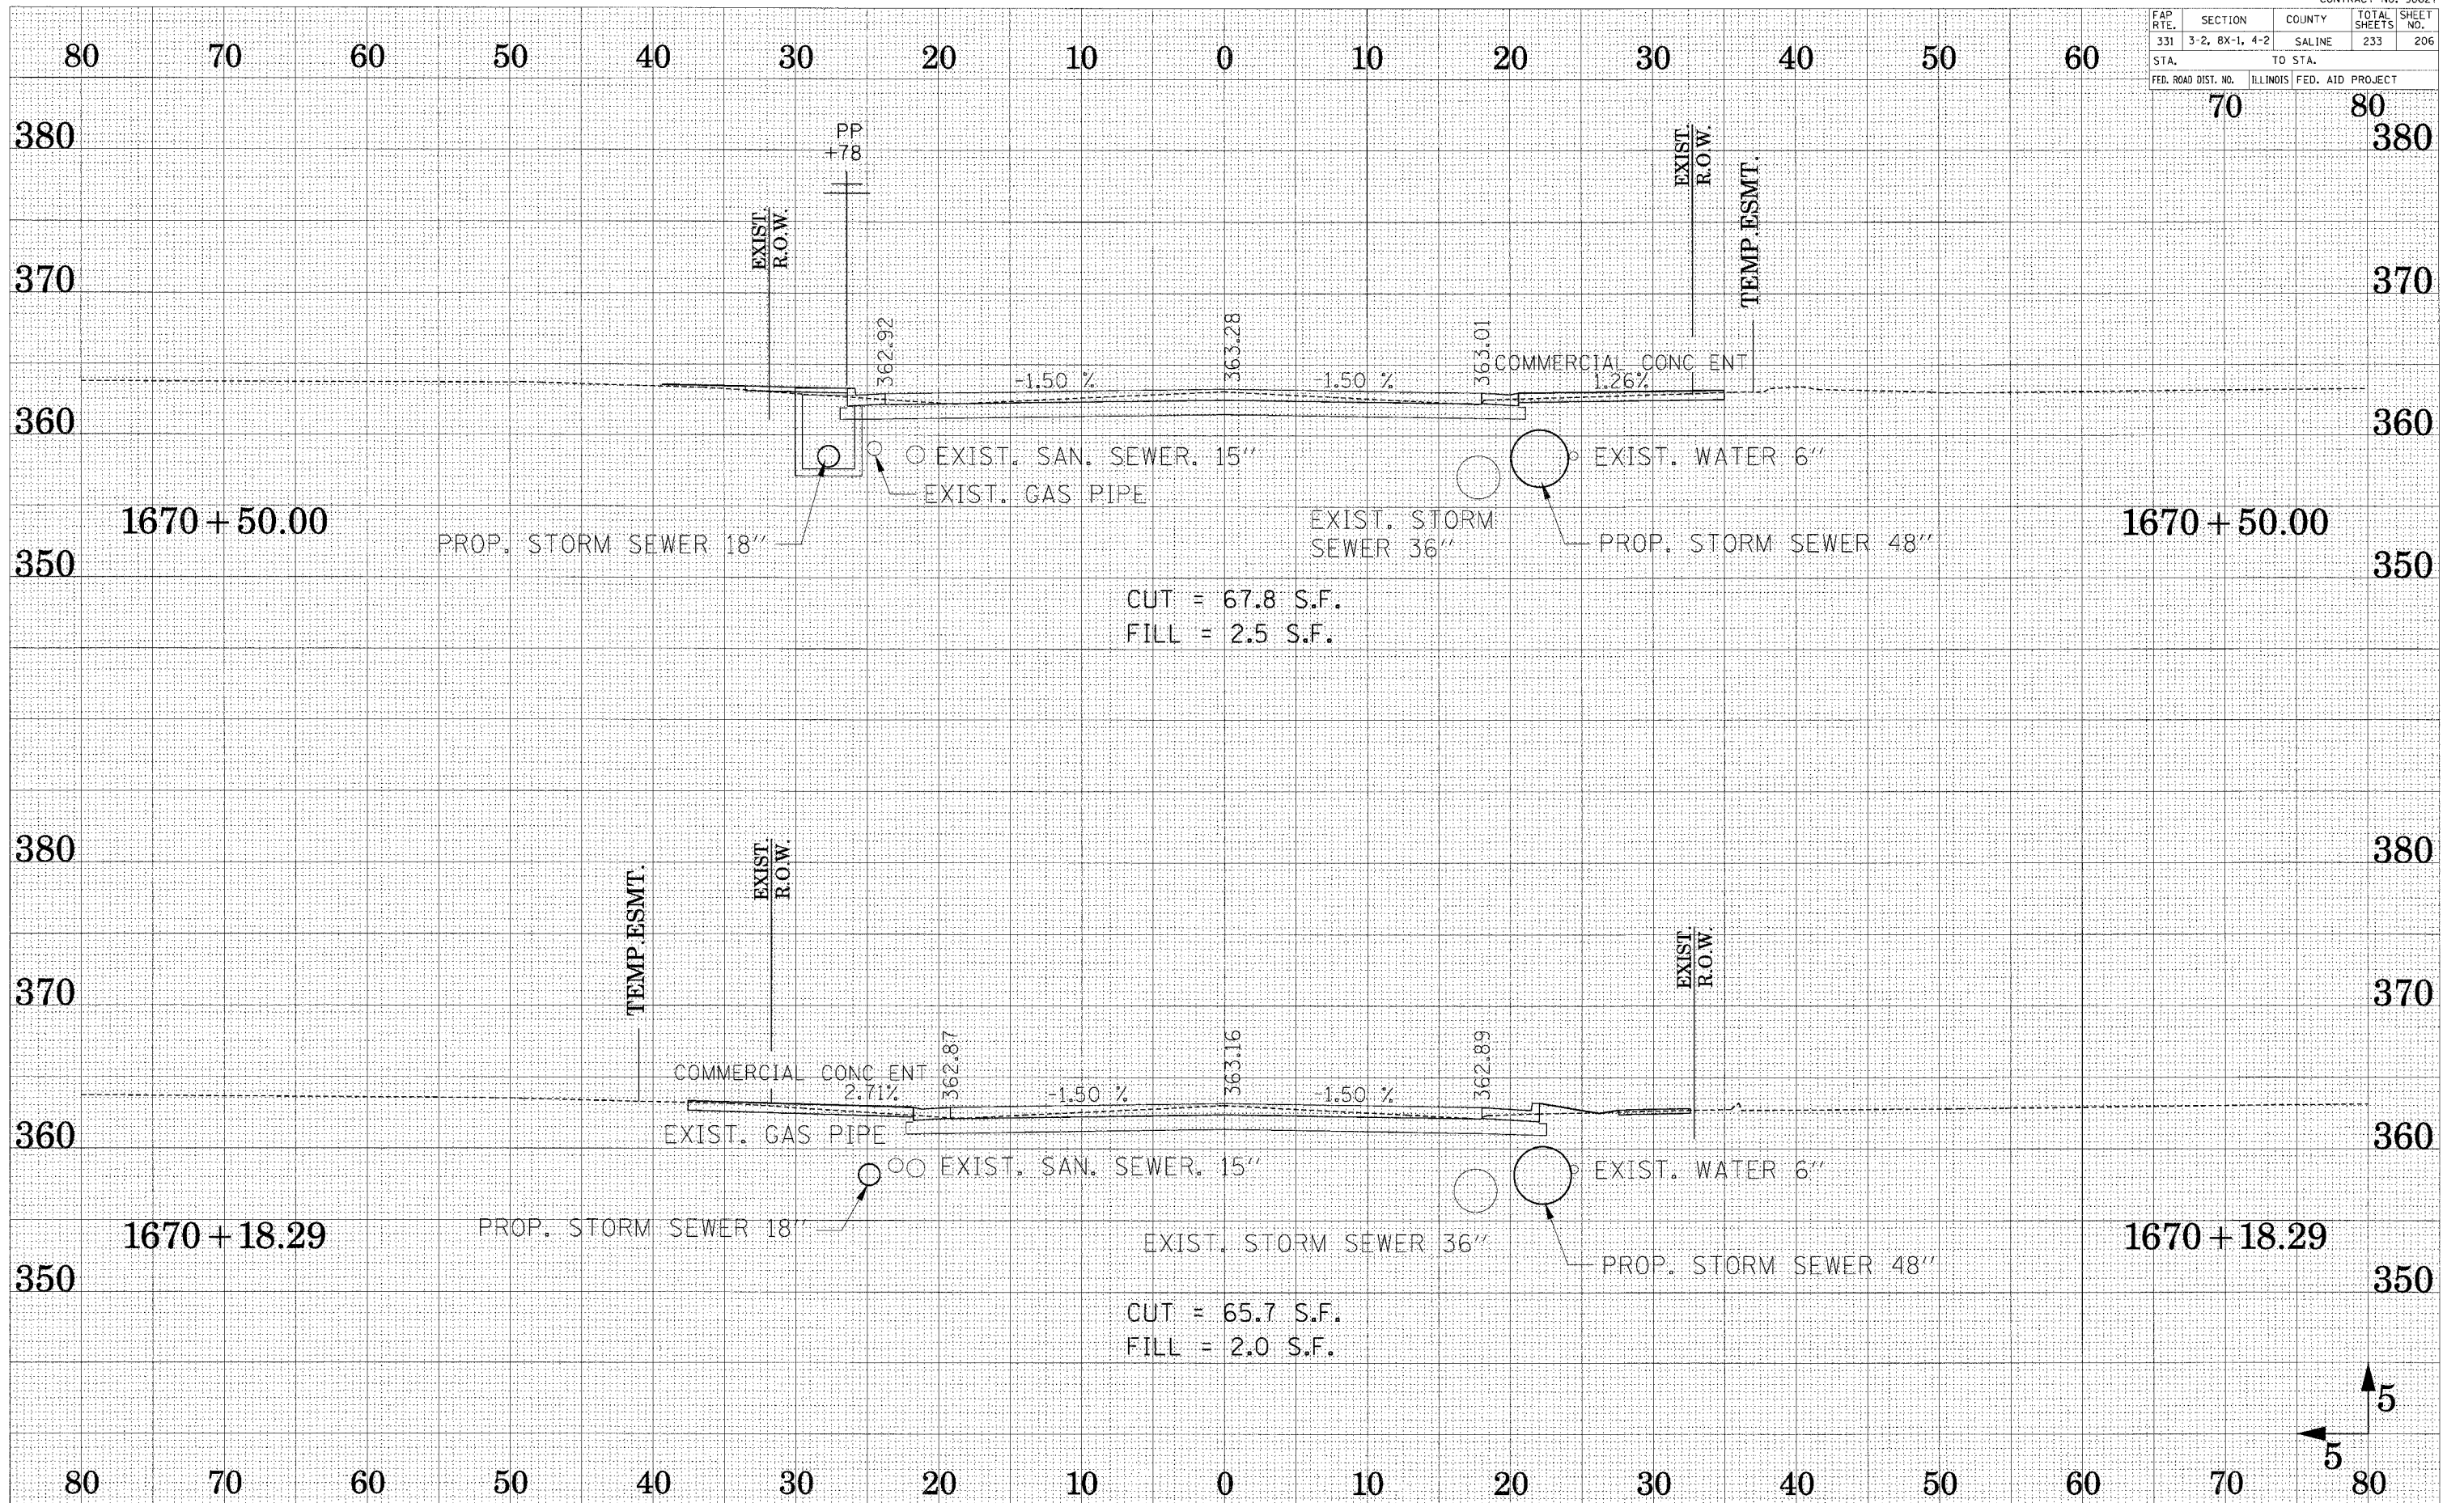 FAP RTE. SECTION COUNTY TOTAL SHEETS SHEET NO.
331 3-2, 8X-1, 4-2 SALINE 233 206
STA. TO STA.
FED. ROAD DIST. NO. ILLINOIS FED. AID PROJECT
80 70 60 50 40 30 20 10 0 10 20 30 40 50 60 70 80
380 380
PP
+78
EXIST.
R.O.W.
EXIST.
R.O.W.
TEMP.ESMT.
370 370
362.92
363.28
363.01
COMMERCIAL CONC ENT
-1.50 % -1.50 % 1.26%
360 360
EXIST. SAN. SEWER. 15"
EXIST. WATER 6"
EXIST. GAS PIPE
1670+50.00 1670+50.00
EXIST. STORM
SEWER 36"
PROP. STORM SEWER 18"
PROP. STORM SEWER 48"
350 350
CUT = 67.8 S.F.
FILL = 2.5 S.F.
380 380
TEMP.ESMT.
EXIST.
R.O.W.
EXIST.
R.O.W.
370 370
362.87
363.16
362.89
COMMERCIAL CONC ENT
2.71% -1.50 % -1.50 %
360 360
EXIST. GAS PIPE
EXIST. SAN. SEWER. 15"
EXIST. WATER 6"
PROP. STORM SEWER 18"
1670+18.29 1670+18.29
EXIST. STORM SEWER 36"
PROP. STORM SEWER 48"
350 350
CUT = 65.7 S.F.
FILL = 2.0 S.F.
5
5
80 70 60 50 40 30 20 10 0 10 20 30 40 50 60 70 80